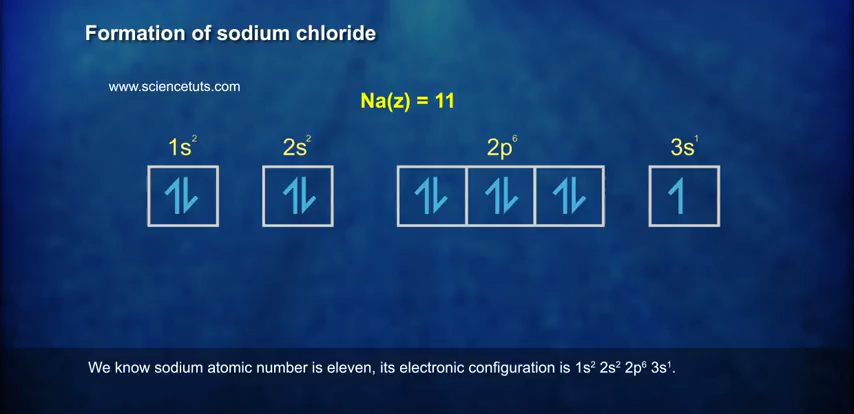 Formation of sodium chloride
www.sciencetuts.com
Na(z) = 11
1s² 2s² 2p⁶ 3s¹
We know sodium atomic number is eleven, its electronic configuration is 1s² 2s² 2p⁶ 3s¹.